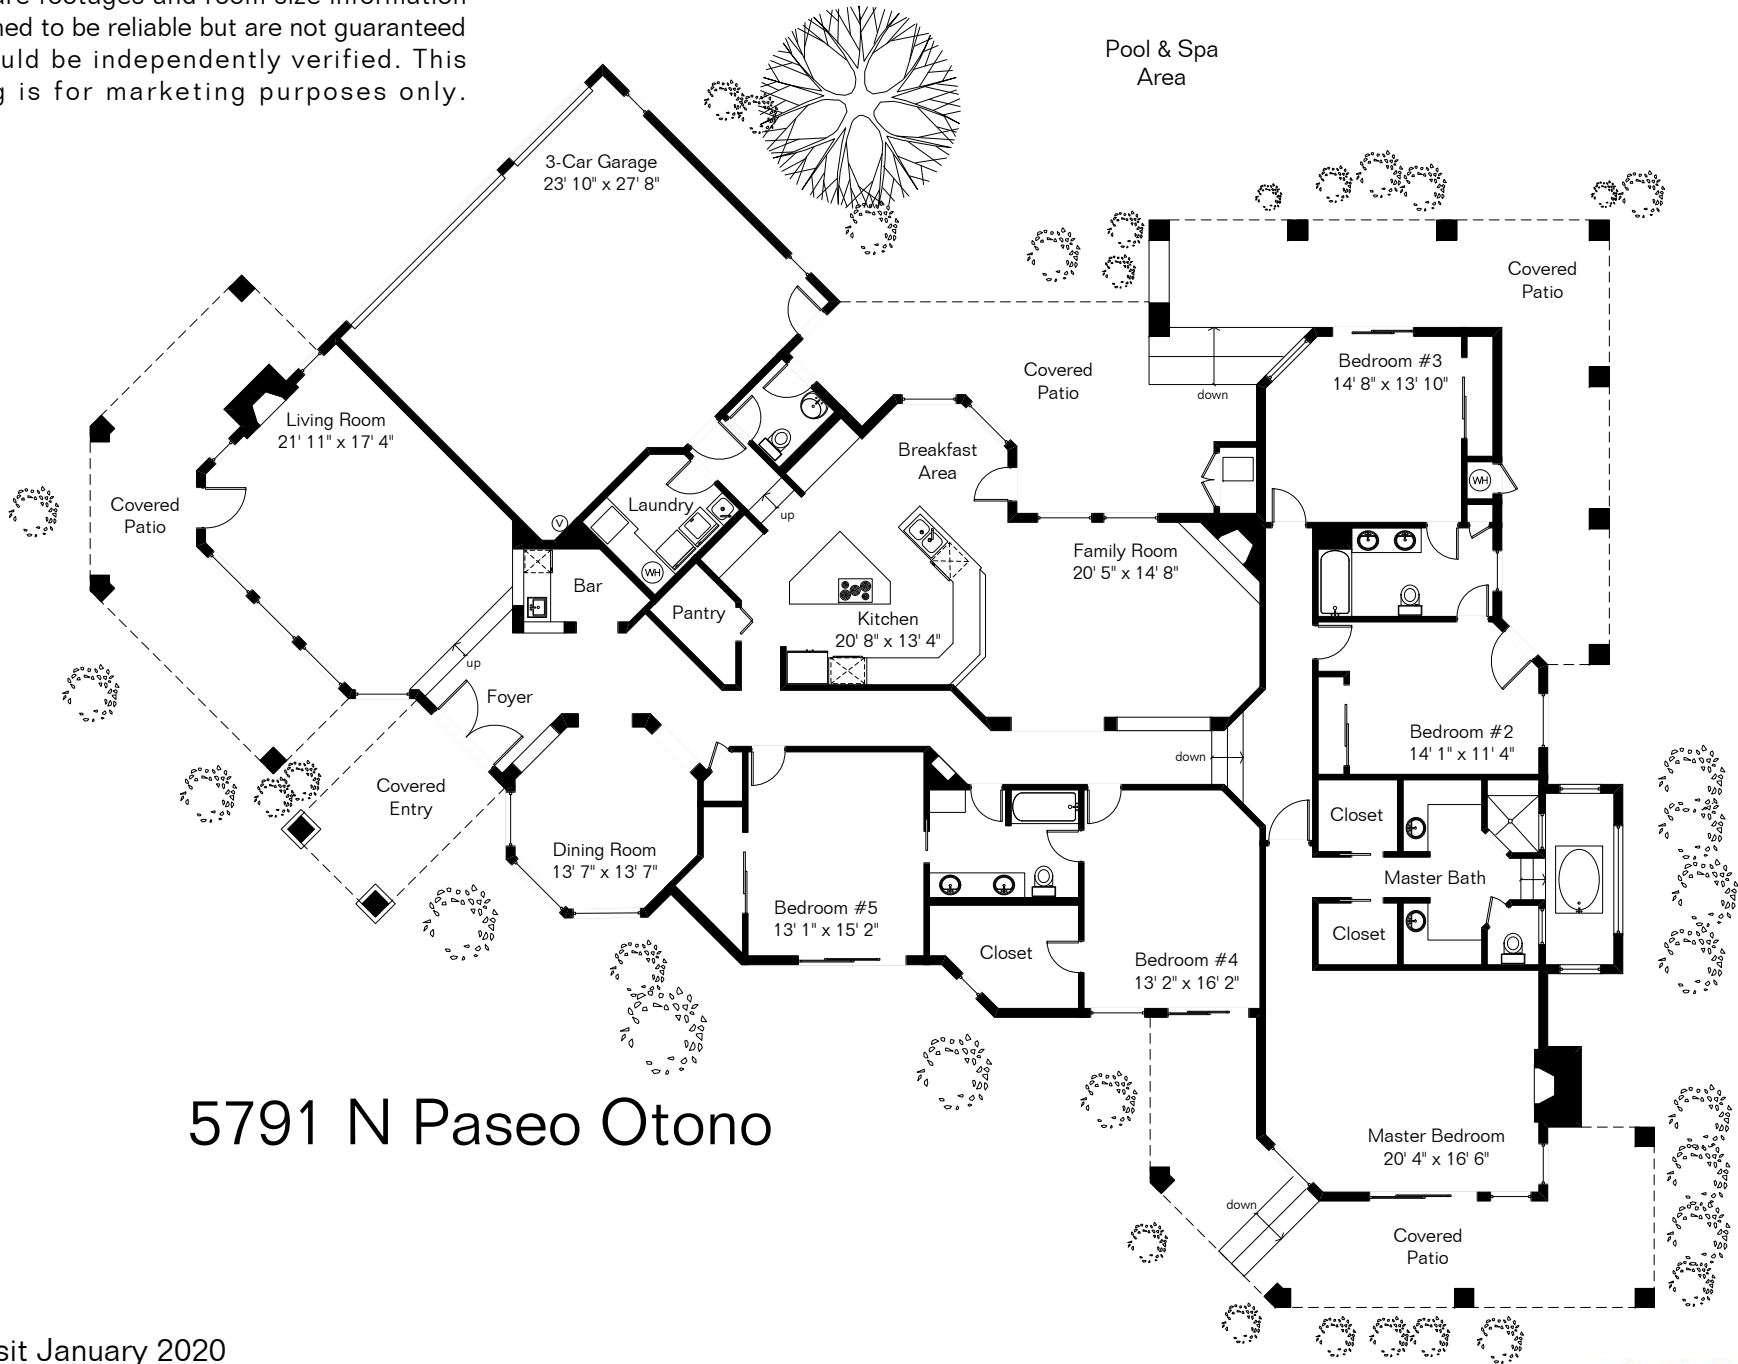 footages and room size information
to be reliable but are not guaranteed
be independently verified. This
is for marketing purposes only.
Pool & Spa
Area
3-Car Garage
23' 10" x 27' 8"
Covered
Patio
Bedroom #3
14' 8" x 13' 10"
Covered
Patio
down
Living Room
21' 11" x 17' 4"
Breakfast
Area
WH
Covered
Patio
Laundry
up
V
Family Room
20' 5" x 14' 8"
WH
Bar
Pantry
Kitchen
20' 8" x 13' 4"
up
Foyer
Bedroom #2
14' 1" x 11' 4"
down
Covered
Entry
Closet
Dining Room
13' 7" x 13' 7"
Master Bath
Bedroom #5
13' 1" x 15' 2"
Closet
Closet
Bedroom #4
13' 2" x 16' 2"
5791 N Paseo Otono
Master Bedroom
20' 4" x 16' 6"
down
Covered
Patio
January 2020